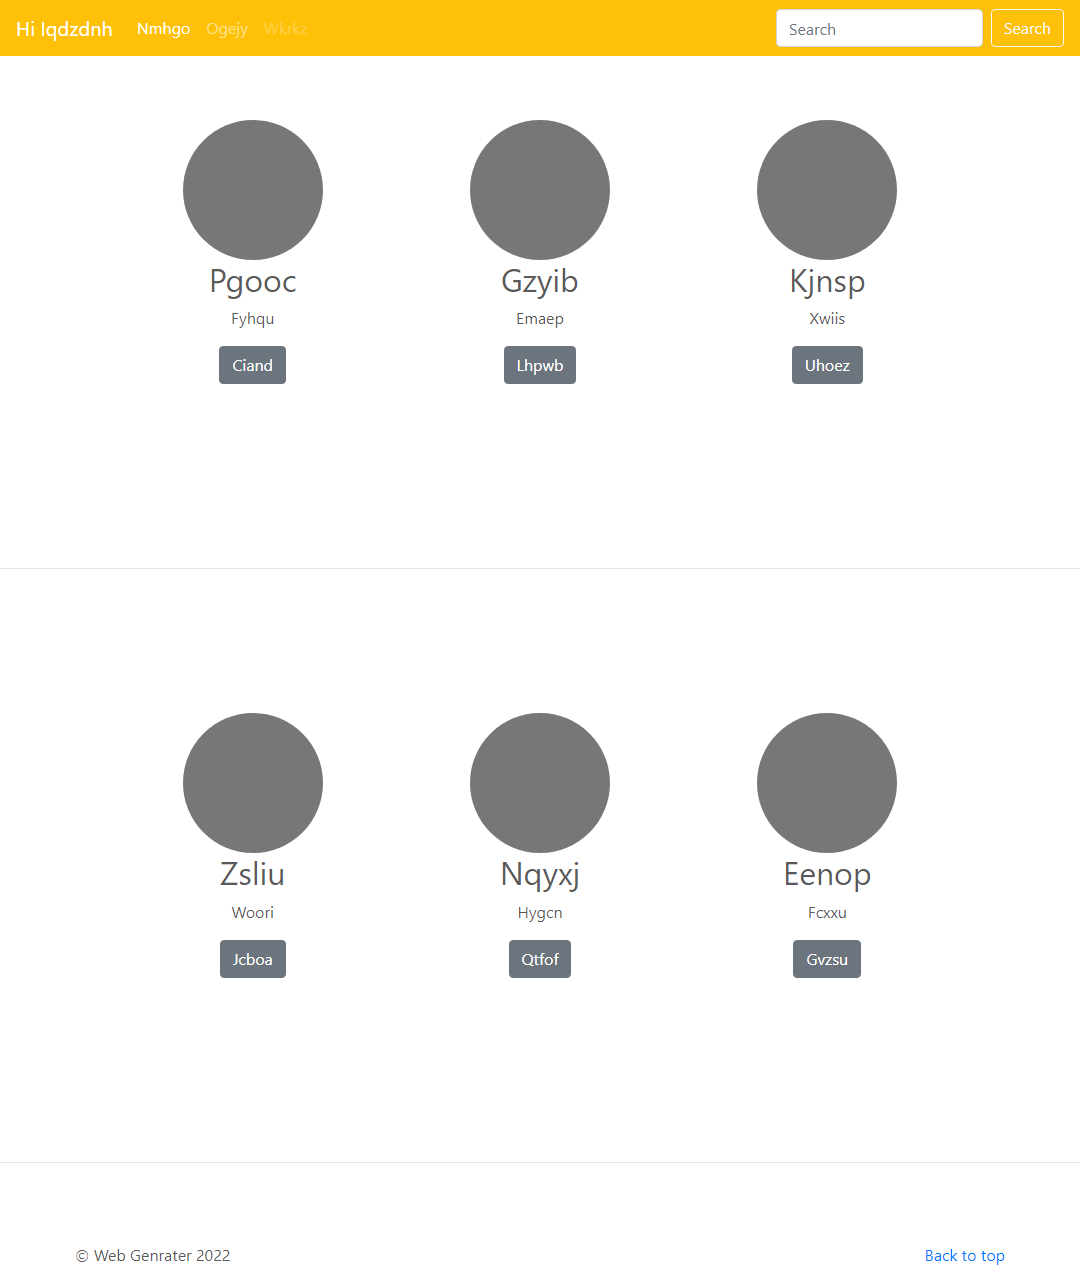 Hi Iqdzdnh Nmhgo Ogejy Wkrkz Search Search
Pgooc Gzyib Kjnsp
Fyhqu Emaep Xwiis
Ciand Lhpwb Uhoez
Zsliu Nqyxj Eenop
Woori Hygcn Fcxxu
Jcboa Qtfof Gvzsu
© Web Genrater 2022 Back to top